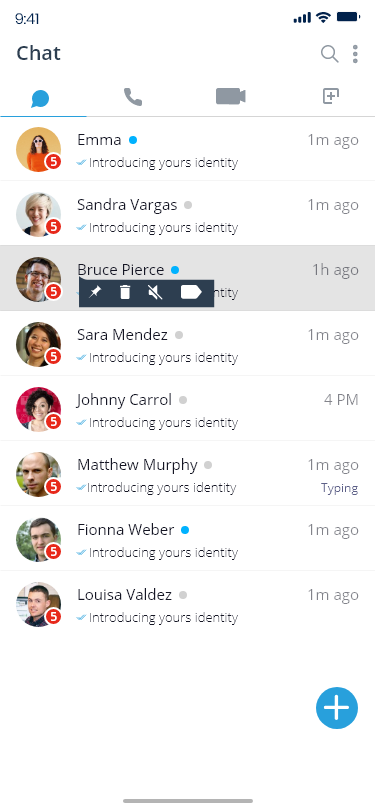 9:41
Chat
Emma 1m ago
5 Introducing yours identity
Sandra Vargas 1m ago
5 Introducing yours identity
Bruce Pierce 1h ago
5 ntity
Sara Mendez 1m ago
5 Introducing yours identity
Johnny Carrol 4 PM
5 Introducing yours identity
Matthew Murphy 1m ago
5 Introducing yours identity Typing
Fionna Weber 1m ago
5 Introducing yours identity
Louisa Valdez 1m ago
5 Introducing yours identity